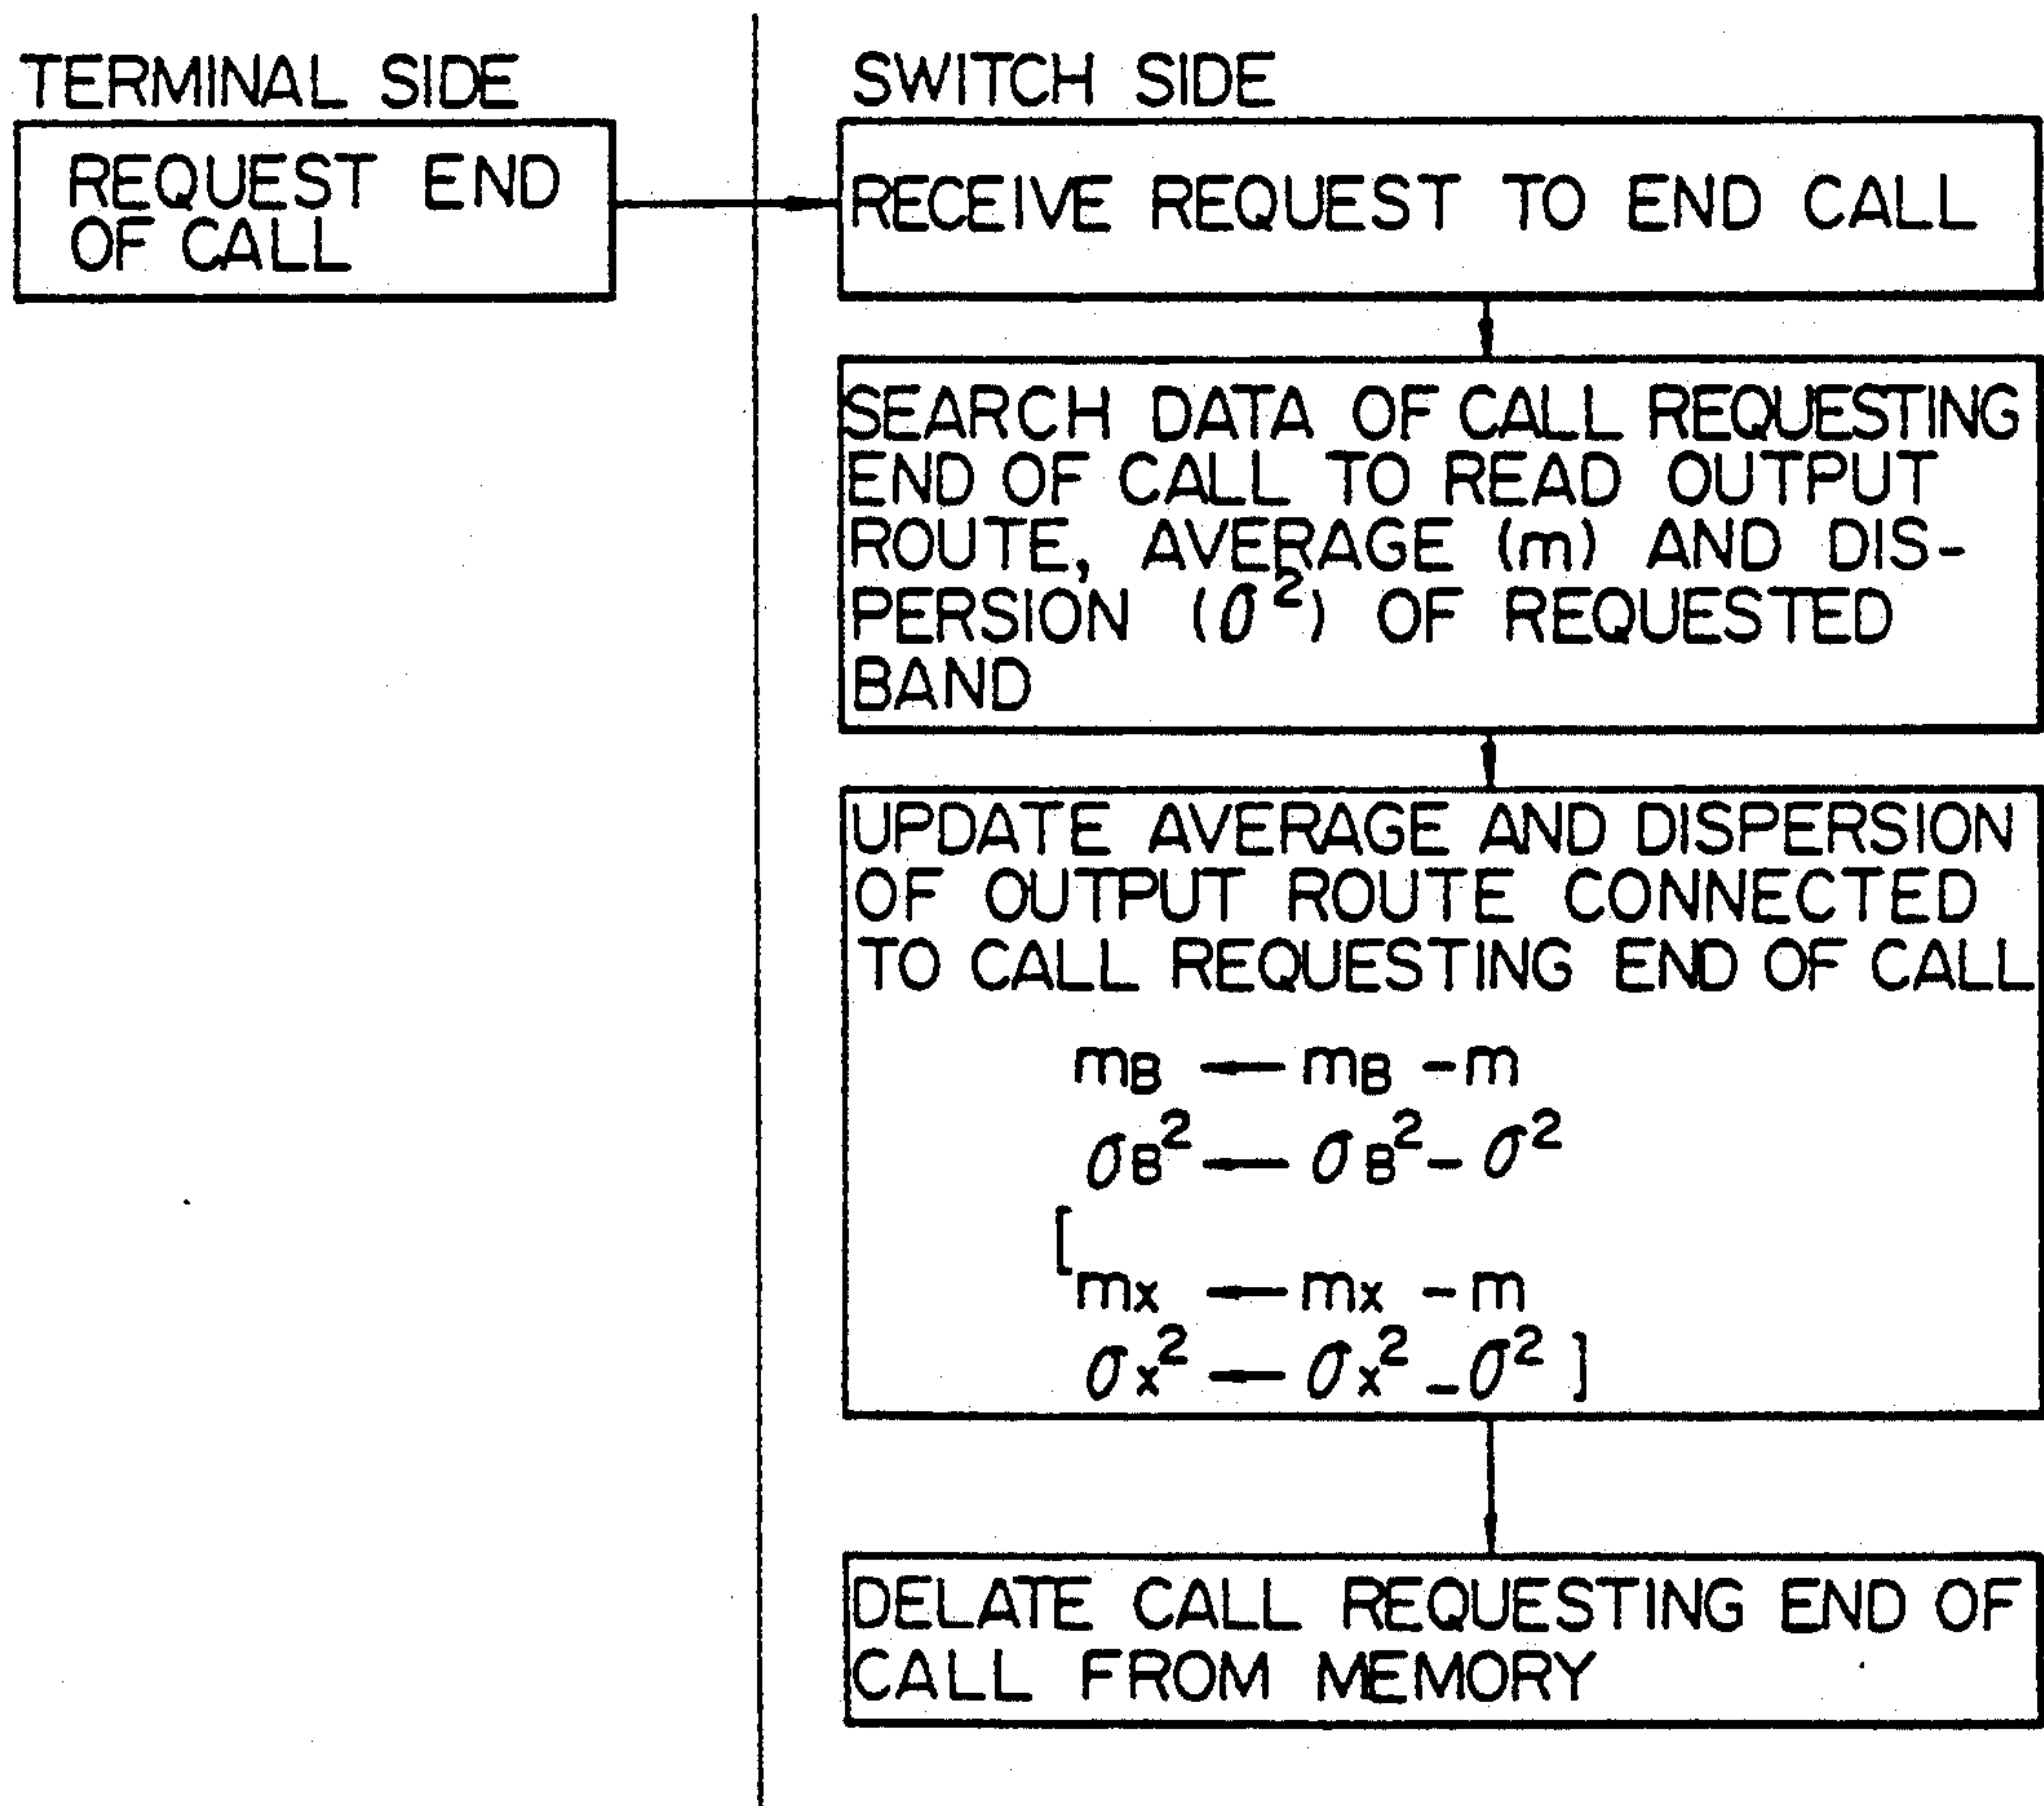 TERMINAL SIDE
REQUEST END
OF CALL
SWITCH SIDE
RECEIVE REQUEST TO END CALL
SEARCH DATA OF CALL REQUESTING
END OF CALL TO READ OUTPUT
ROUTE, AVERAGE (m) AND DIS-
PERSION (σ²) OF REQUESTED
BAND
UPDATE AVERAGE AND DISPERSION
OF OUTPUT ROUTE CONNECTED
TO CALL REQUESTING END OF CALL
mB ← mB - m
σB² ← σB² - σ²
[
mx ← mx - m
σx² ← σx² - σ² ]
DELATE CALL REQUESTING END OF
CALL FROM MEMORY